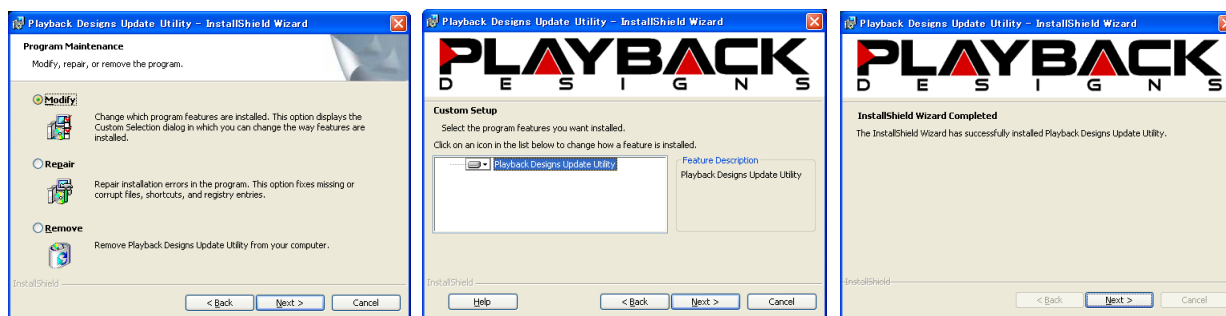 Playback Designs Update Utility - InstallShield Wizard
Program Maintenance
Modify, repair, or remove the program.
Modify
Change which program features are installed. This option displays the
Custom Selection dialog in which you can change the way features are
installed.
Repair
Repair installation errors in the program. This option fixes missing or
corrupt files, shortcuts, and registry entries.
Remove
Remove Playback Designs Update Utility from your computer.
InstallShield
< Back
Next >
Cancel
Playback Designs Update Utility - InstallShield Wizard
PLAYBACK
DESIGNS
Custom Setup
Select the program features you want installed.
Click on an icon in the list below to change how a feature is installed.
Playback Designs Update Utility
Feature Description
Playback Designs Update Utility
InstallShield
Help
< Back
Next >
Cancel
Playback Designs Update Utility - InstallShield Wizard
PLAYBACK
DESIGNS
InstallShield Wizard Completed
The InstallShield Wizard has successfully installed Playback Designs Update Utility.
InstallShield
< Back
Next >
Cancel